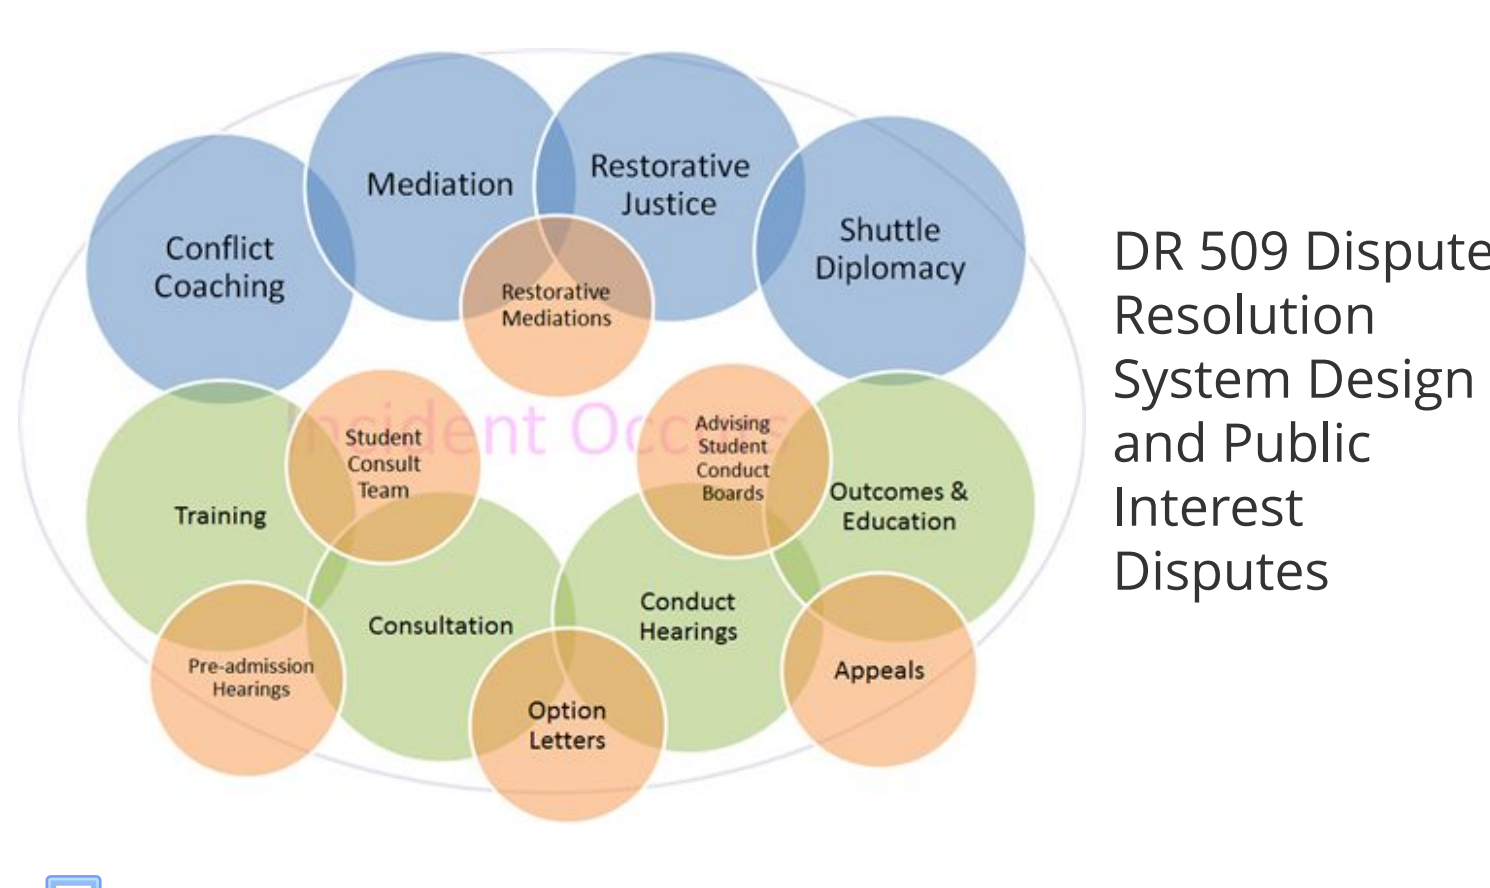 Mediation
Restorative
Justice
Shuttle
Diplomacy
Conflict
Coaching
Restorative
Mediations
Incident Occurs
Student
Consult
Team
Advising
Student
Conduct
Boards
Training
Outcomes &
Education
Consultation
Conduct
Hearings
Pre-admission
Hearings
Option
Letters
Appeals
DR 509 Dispute
Resolution
System Design
and Public
Interest
Disputes